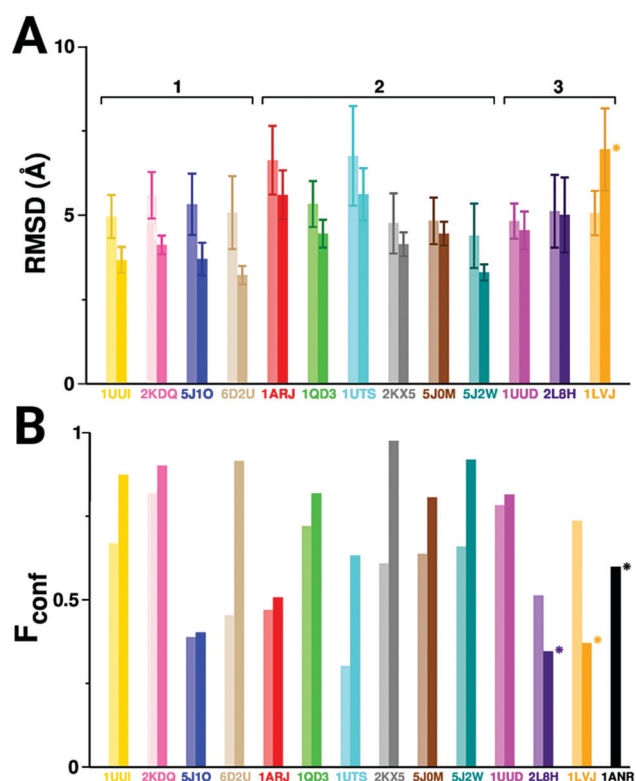 A
10
1 2 3
RMSD (Å)
5
0
1UUI 2KDQ 5J1O 6D2U 1ARJ 1QD3 1UTS 2KX5 5J0M 5J2W 1UUD 2L8H 1LVJ
B
1
Fconf
0.5
0
1UUI 2KDQ 5J1O 6D2U 1ARJ 1QD3 1UTS 2KX5 5J0M 5J2W 1UUD 2L8H 1LVJ 1ANR